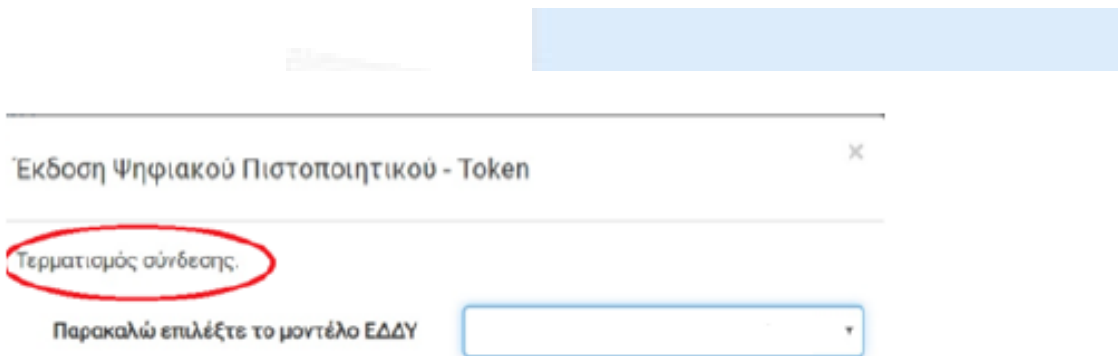 Έκδοση Ψηφιακού Πιστοποιητικού - Token
Τερματισμός σύνδεσης.
Παρακαλώ επιλέξτε το μοντέλο ΕΔΔΥ